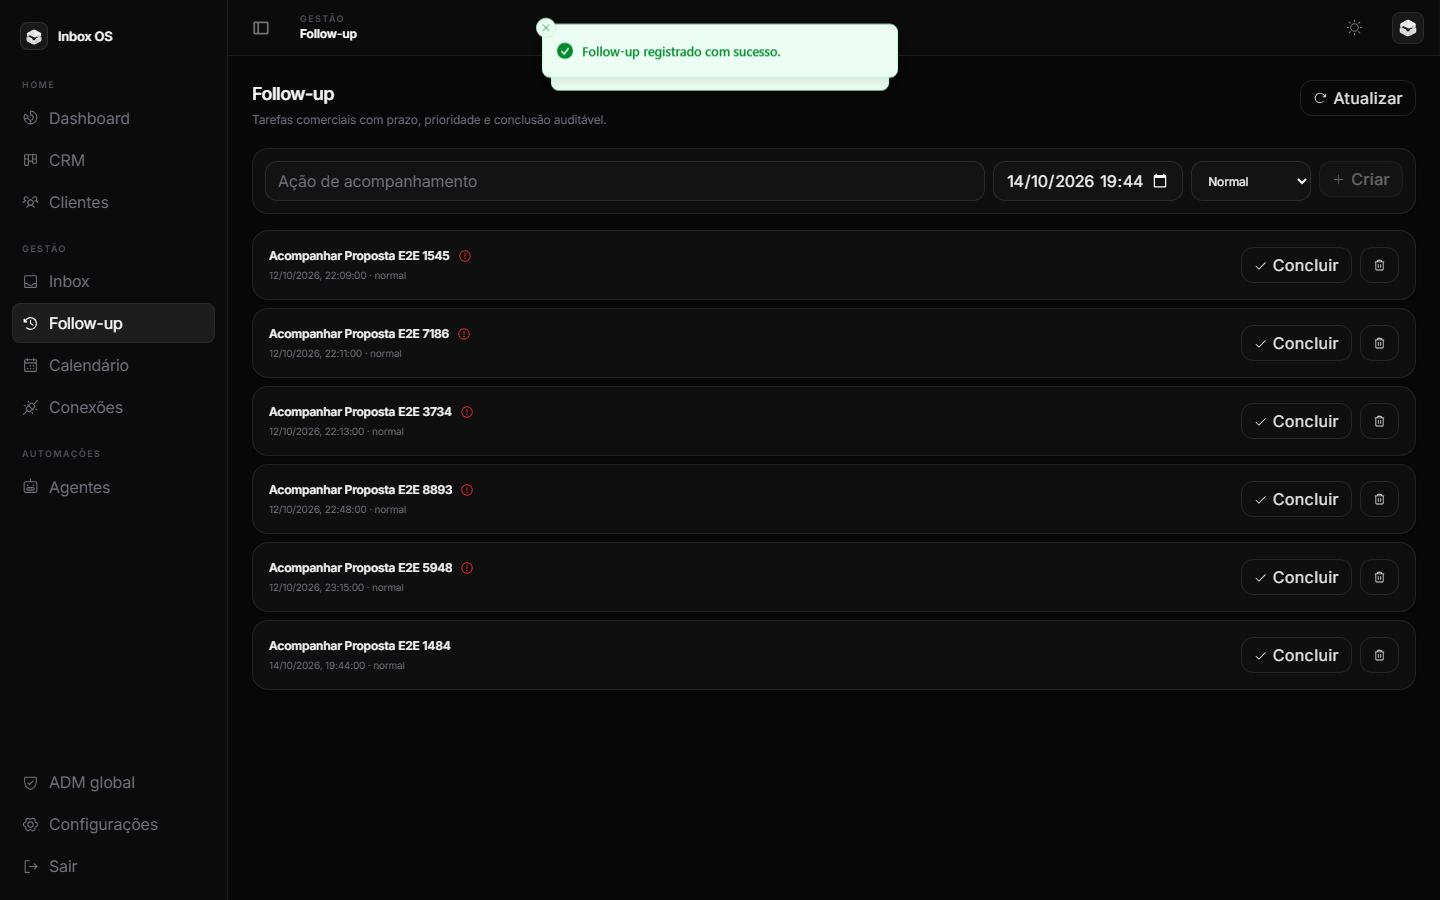 Inbox OS
HOME
Dashboard
CRM
Clientes
GESTÃO
Inbox
Follow-up
Calendário
Conexões
AUTOMAÇÕES
Agentes
ADM global
Configurações
Sair
GESTÃO
Follow-up
Follow-up registrado com sucesso.
Follow-up
Tarefas comerciais com prazo, prioridade e conclusão auditável.
Atualizar
Ação de acompanhamento
14/10/2026 19:44
Normal
+ Criar
Acompanhar Proposta E2E 1545
12/10/2026, 22:09:00 · normal
Concluir
Acompanhar Proposta E2E 7186
12/10/2026, 22:11:00 · normal
Concluir
Acompanhar Proposta E2E 3734
12/10/2026, 22:13:00 · normal
Concluir
Acompanhar Proposta E2E 8893
12/10/2026, 22:48:00 · normal
Concluir
Acompanhar Proposta E2E 5948
12/10/2026, 23:15:00 · normal
Concluir
Acompanhar Proposta E2E 1484
14/10/2026, 19:44:00 · normal
Concluir